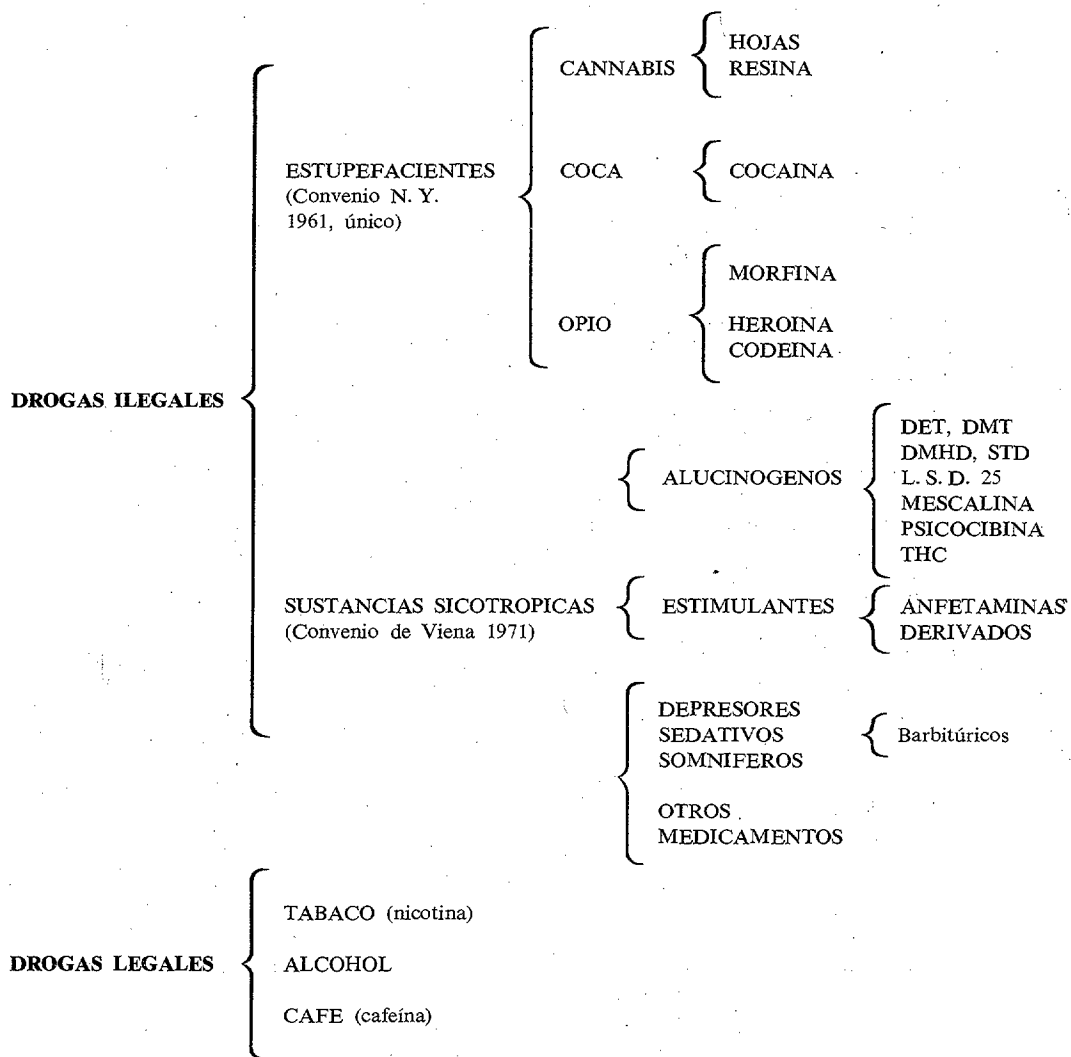 DROGAS ILEGALES
ESTUPEFACIENTES
(Convenio N. Y.
1961, único)
CANNABIS
HOJAS
RESINA
COCA
COCAINA
OPIO
MORFINA
HEROINA
CODEINA
SUSTANCIAS SICOTROPICAS
(Convenio de Viena 1971)
ALUCINOGENOS
DET, DMT
DMHD, STD
L. S. D. 25
MESCALINA
PSICOCIBINA
THC
ESTIMULANTES
ANFETAMINAS
DERIVADOS
DEPRESORES
SEDATIVOS
SOMNIFEROS
Barbitúricos
OTROS
MEDICAMENTOS
DROGAS LEGALES
TABACO (nicotina)
ALCOHOL
CAFE (cafeína)